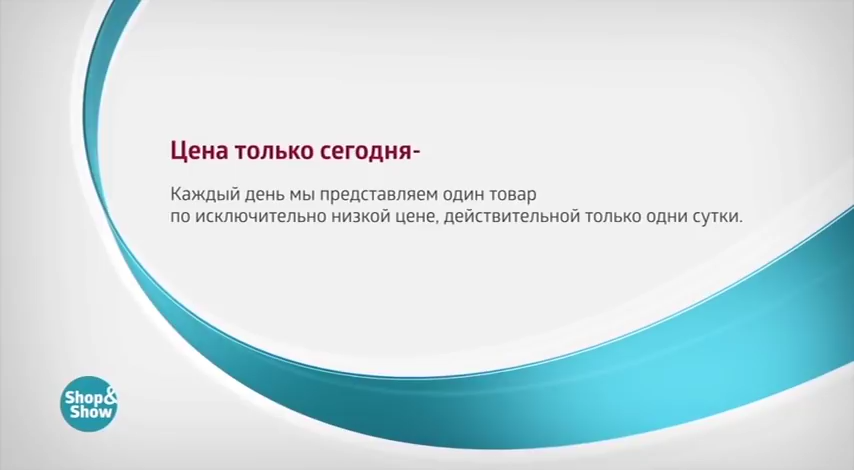 Цена только сегодня-
Каждый день мы представляем один товар
по исключительно низкой цене, действительной только одни сутки.
Shop&
Show